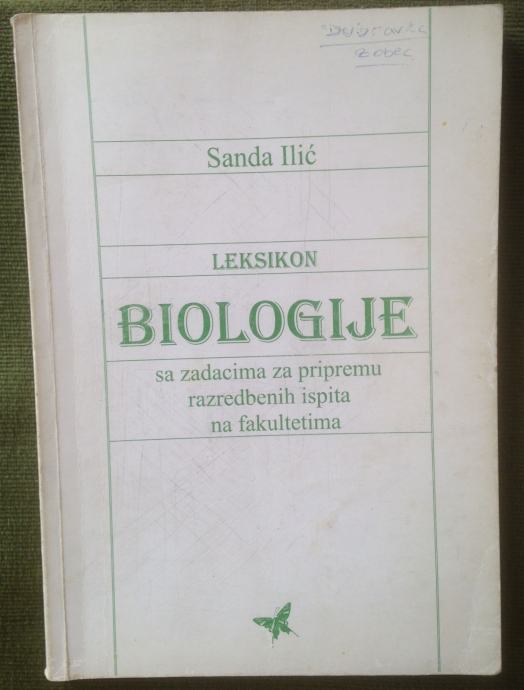 Sanda Ilić
LEKSIKON
BIOLOGIJE
sa zadacima za pripremu
razredbenih ispita
na fakultetima